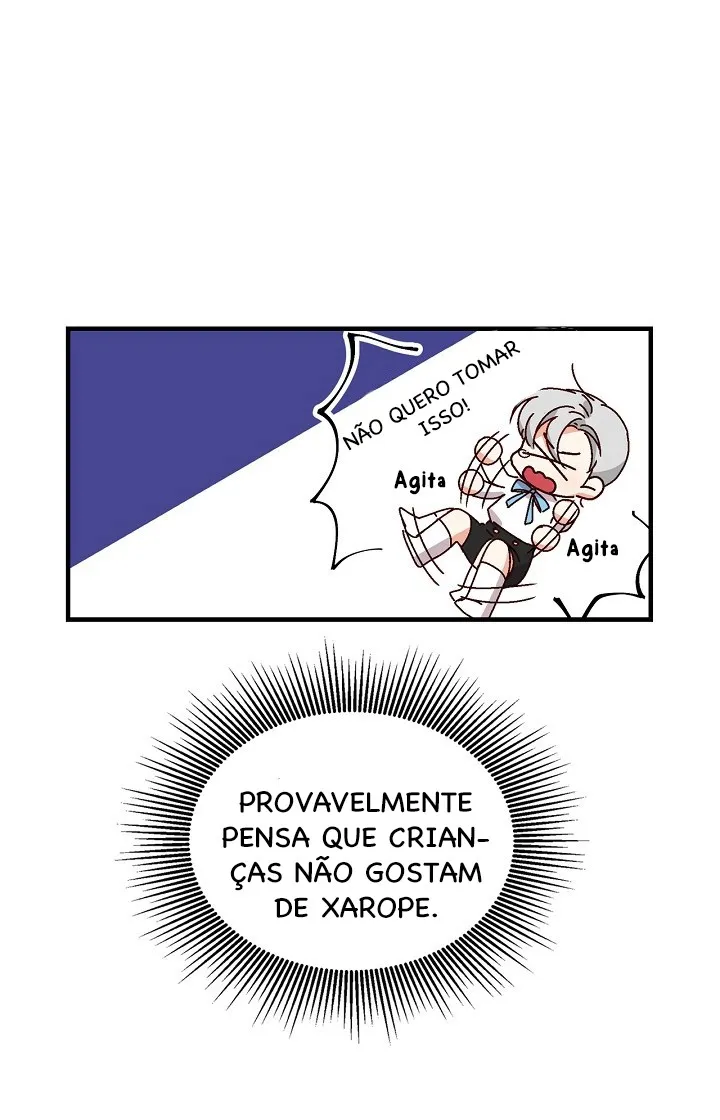 NÃO QUERO TOMAR
ISSO!
Agita
Agita
PROVAVELMENTE
PENSA QUE CRIAN-
ÇAS NÃO GOSTAM
DE XAROPE.